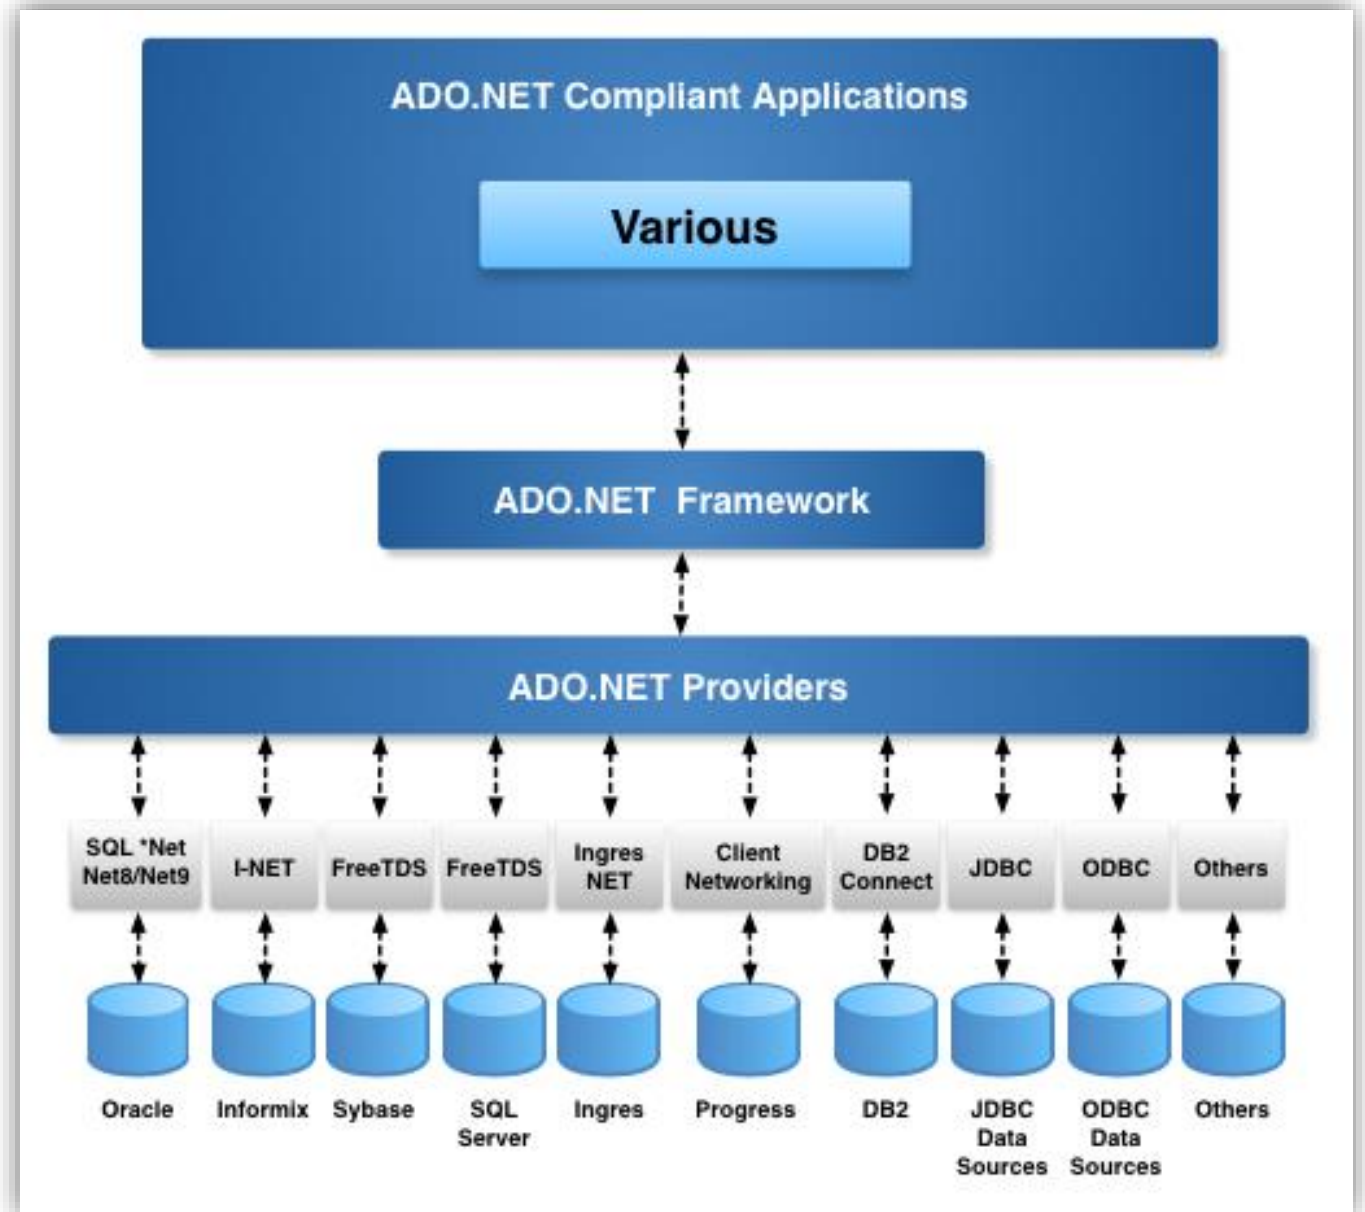 ADO.NET Compliant Applications
Various
ADO.NET Framework
ADO.NET Providers
SQL *Net
Net8/Net9
I-NET
FreeTDS
FreeTDS
Ingres
NET
Client
Networking
DB2
Connect
JDBC
ODBC
Others
Oracle
Informix
Sybase
SQL
Server
Ingres
Progress
DB2
JDBC
Data
Sources
ODBC
Data
Sources
Others